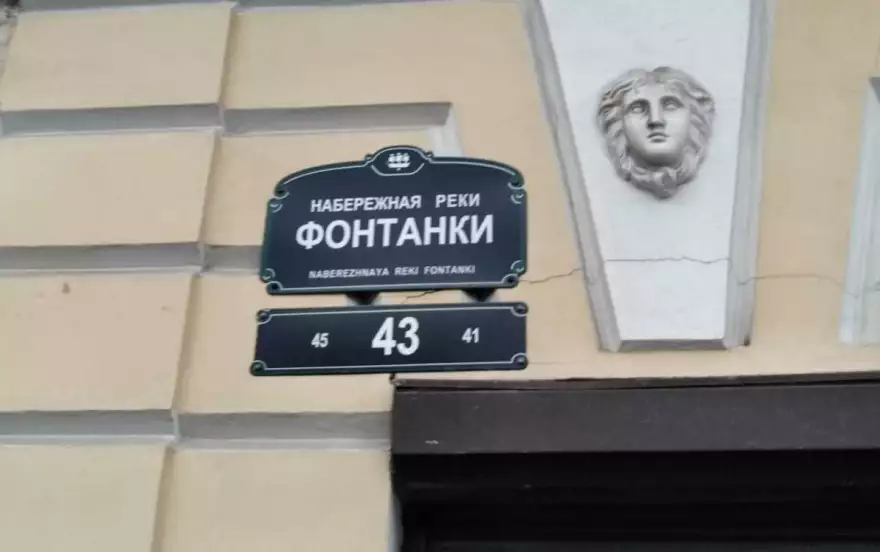 НАБЕРЕЖНАЯ РЕКИ
ФОНТАНКИ
NABEREZHNAYA REKI FONTANKI
45 43 41